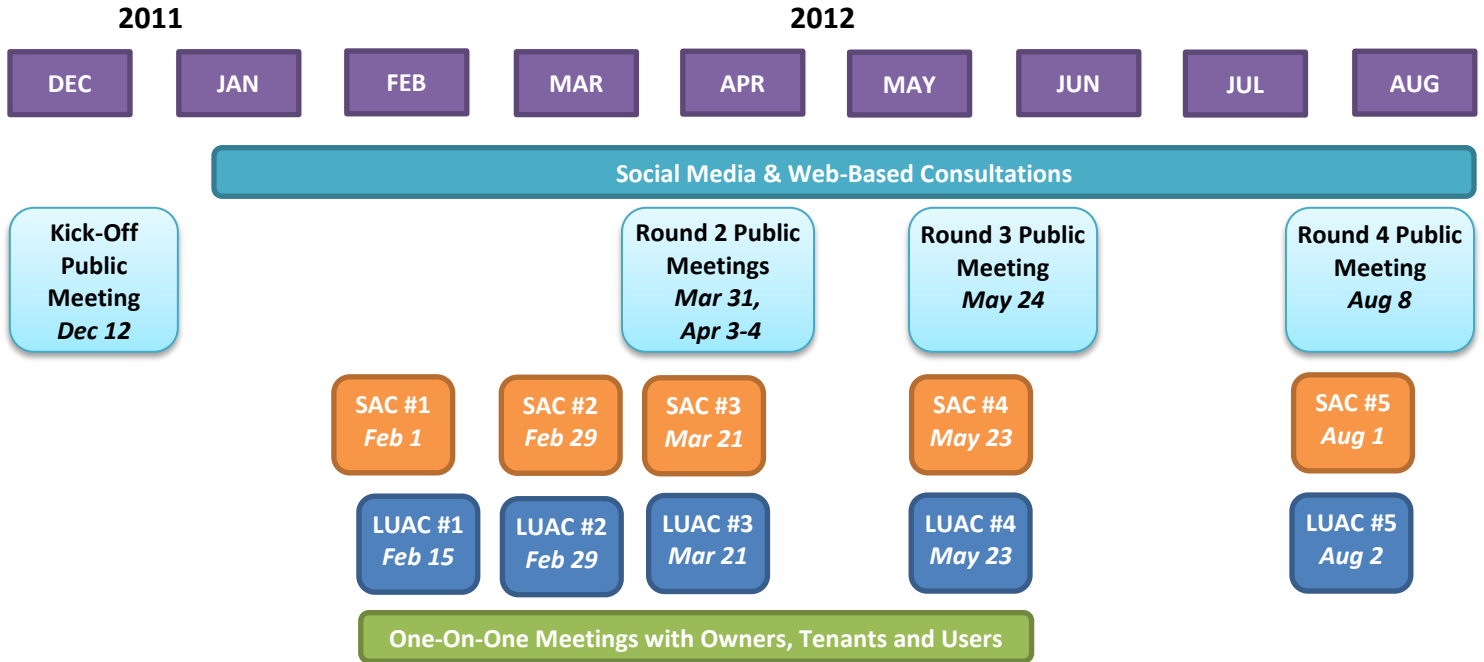 2011
2012
DEC
JAN
FEB
MAR
APR
MAY
JUN
JUL
AUG
Social Media & Web-Based Consultations
Kick-Off
Public
Meeting
Dec 12
Round 2 Public
Meetings
Mar 31,
Apr 3-4
Round 3 Public
Meeting
May 24
Round 4 Public
Meeting
Aug 8
SAC #1
Feb 1
SAC #2
Feb 29
SAC #3
Mar 21
SAC #4
May 23
SAC #5
Aug 1
LUAC #1
Feb 15
LUAC #2
Feb 29
LUAC #3
Mar 21
LUAC #4
May 23
LUAC #5
Aug 2
One-On-One Meetings with Owners, Tenants and Users